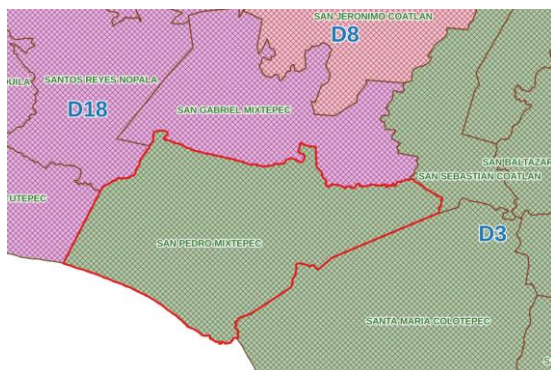 SAN JERONIMO COATLAN
D8
SANTOS REYES NOPALA
D18
SAN GABRIEL MIXTEPEC
SAN BALTAZAR
SAN SEBASTIAN COATLAN
TUTEPEC
D3
SAN PEDRO MIXTEPEC
SANTA MARIA COLOTEPEC